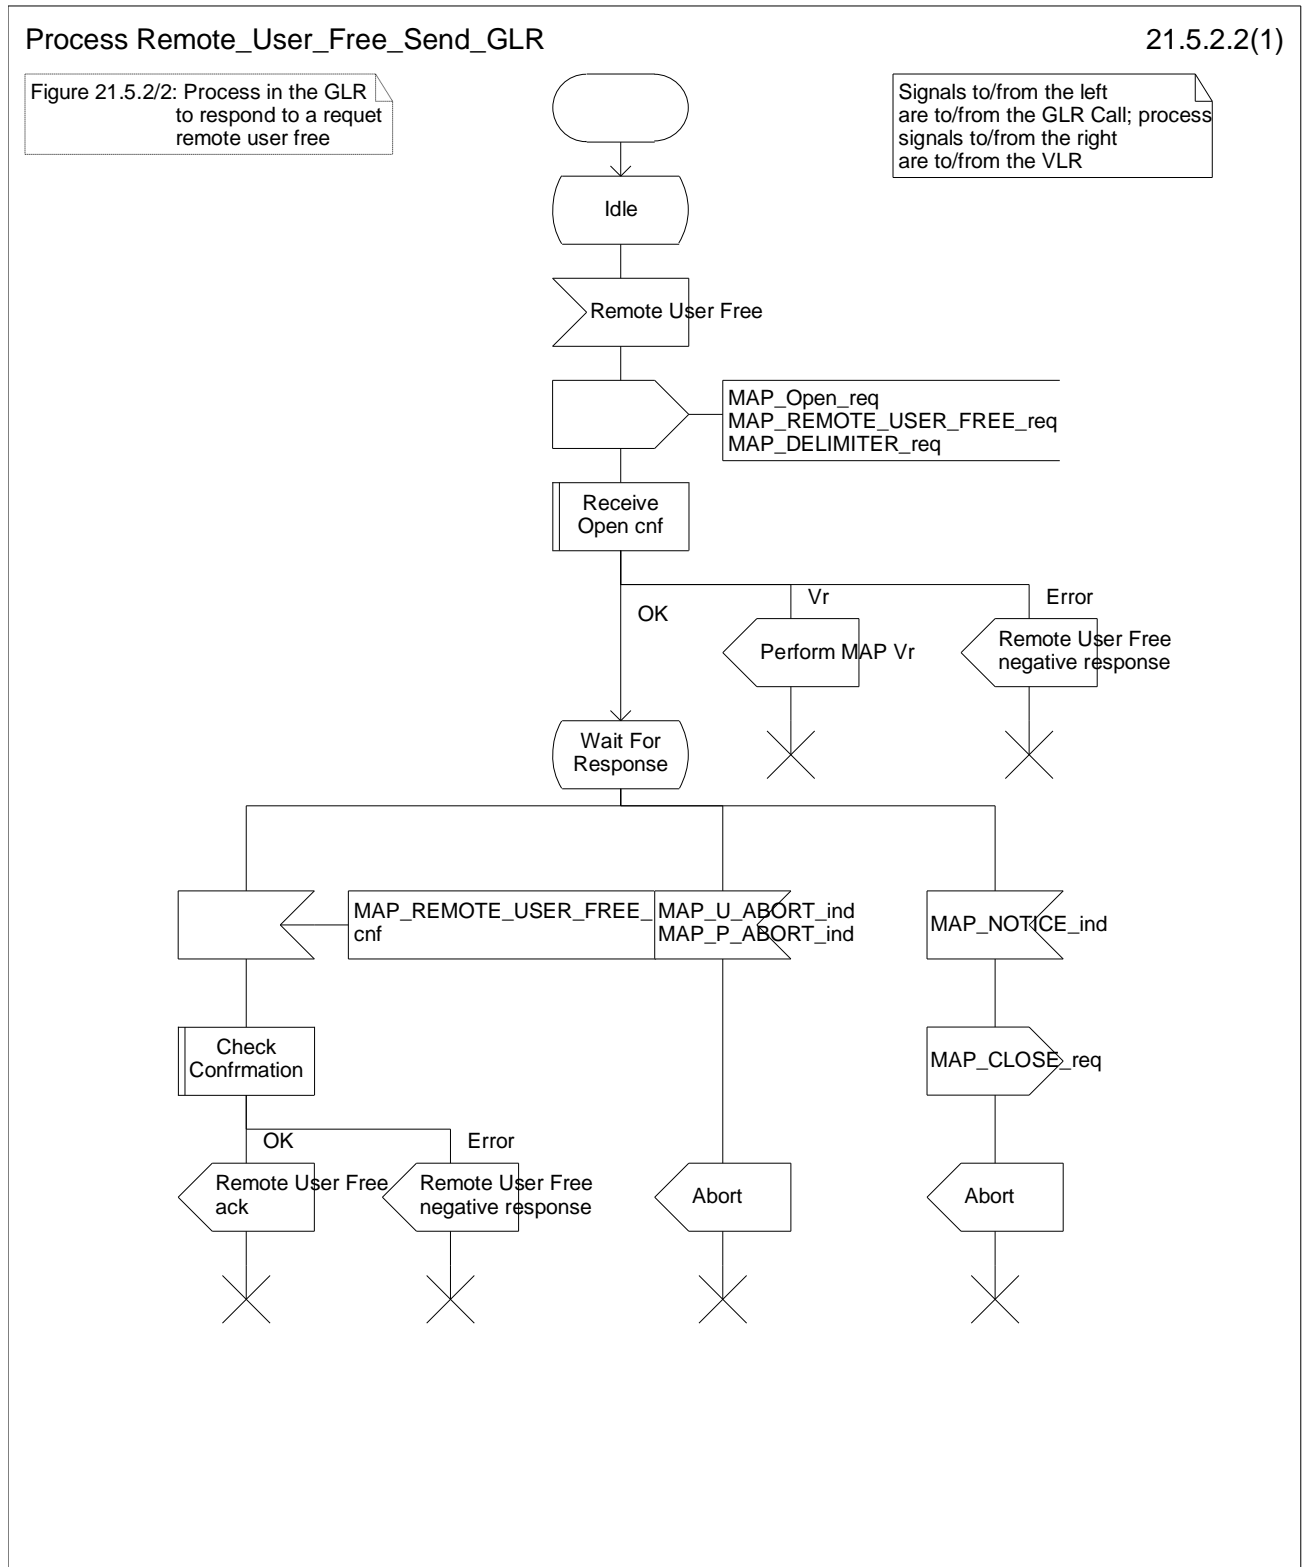 Process Remote_User_Free_Send_GLR
21.5.2.2(1)
Figure 21.5.2/2: Process in the GLR
to respond to a requet
remote user free
Signals to/from the left
are to/from the GLR Call; process
signals to/from the right
are to/from the VLR
Idle
Remote User Free
MAP_Open_req
MAP_REMOTE_USER_FREE_req
MAP_DELIMITER_req
Receive
Open cnf
OK
Vr
Error
Perform MAP Vr
Remote User Free
negative response
Wait For
Response
MAP_REMOTE_USER_FREE_
cnf
MAP_U_ABORT_ind
MAP_P_ABORT_ind
MAP_NOTICE_ind
Check
Confrmation
MAP_CLOSE_req
OK
Error
Remote User Free
ack
Remote User Free
negative response
Abort
Abort